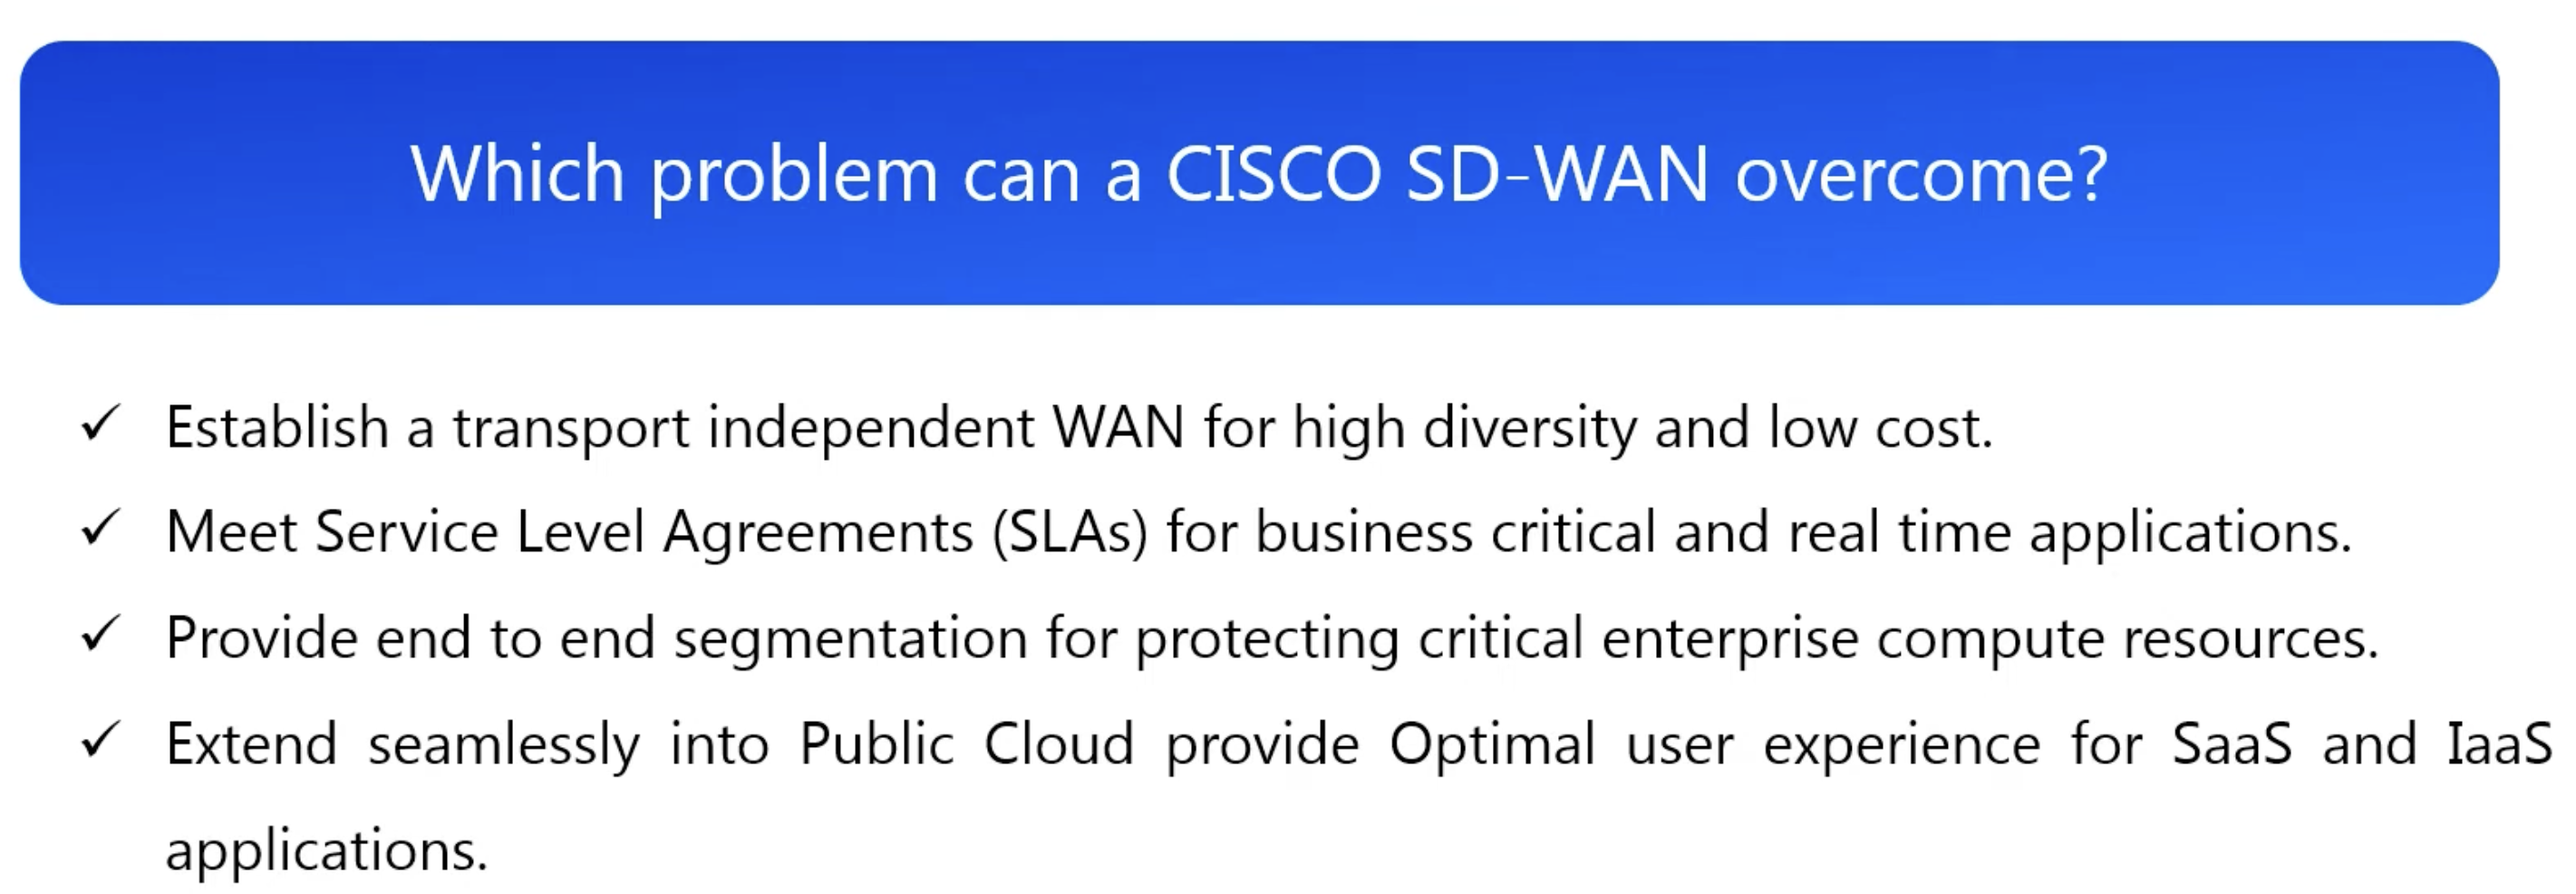 Which problem can a CISCO SD-WAN overcome?
✓ Establish a transport independent WAN for high diversity and low cost.
✓ Meet Service Level Agreements (SLAs) for business critical and real time applications.
✓ Provide end to end segmentation for protecting critical enterprise compute resources.
✓ Extend seamlessly into Public Cloud provide Optimal user experience for SaaS and IaaS
applications.